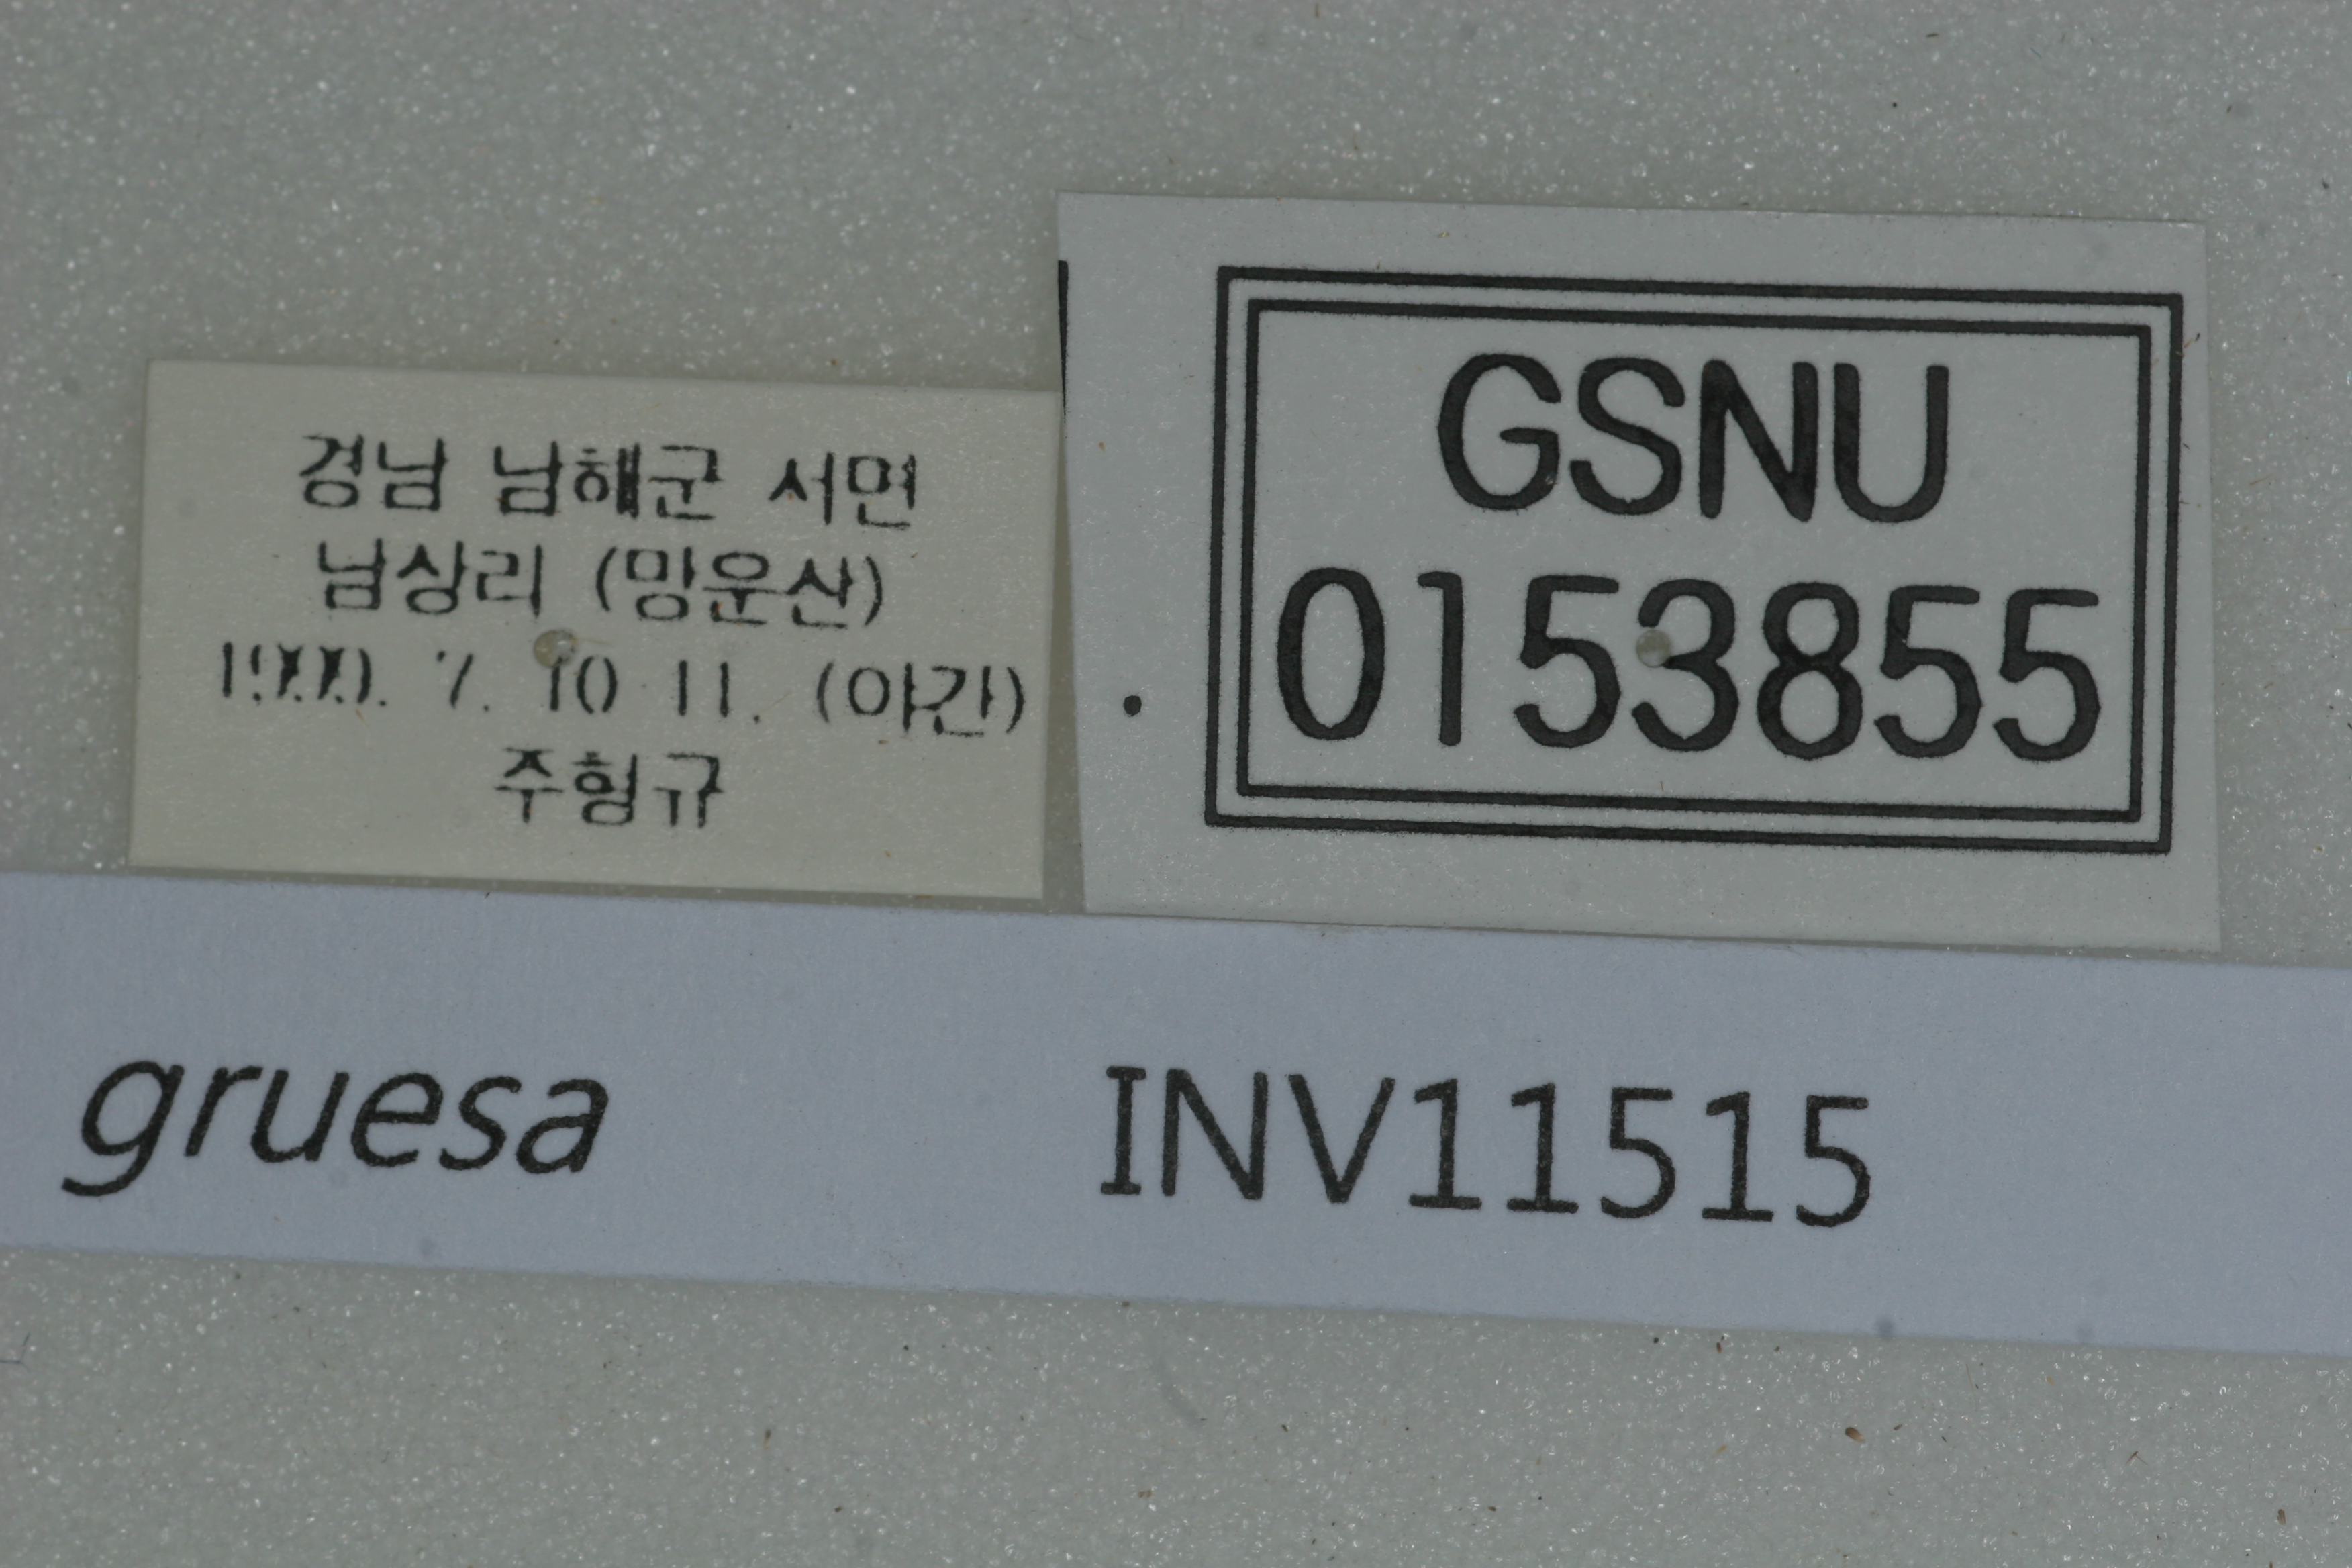 경남 남해군 서면
남상리 (망운산)
7. 10 11. (야간)
주형규
GSNU
0153855
gruesa INV11515